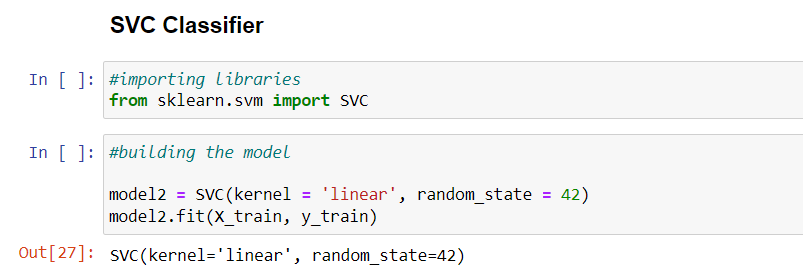 SVC Classifier
In [ ]: #importing libraries
from sklearn.svm import SVC
In [ ]: #building the model
model2 = SVC(kernel = 'linear', random_state = 42)
model2.fit(X_train, y_train)
Out[27]: SVC(kernel='linear', random_state=42)